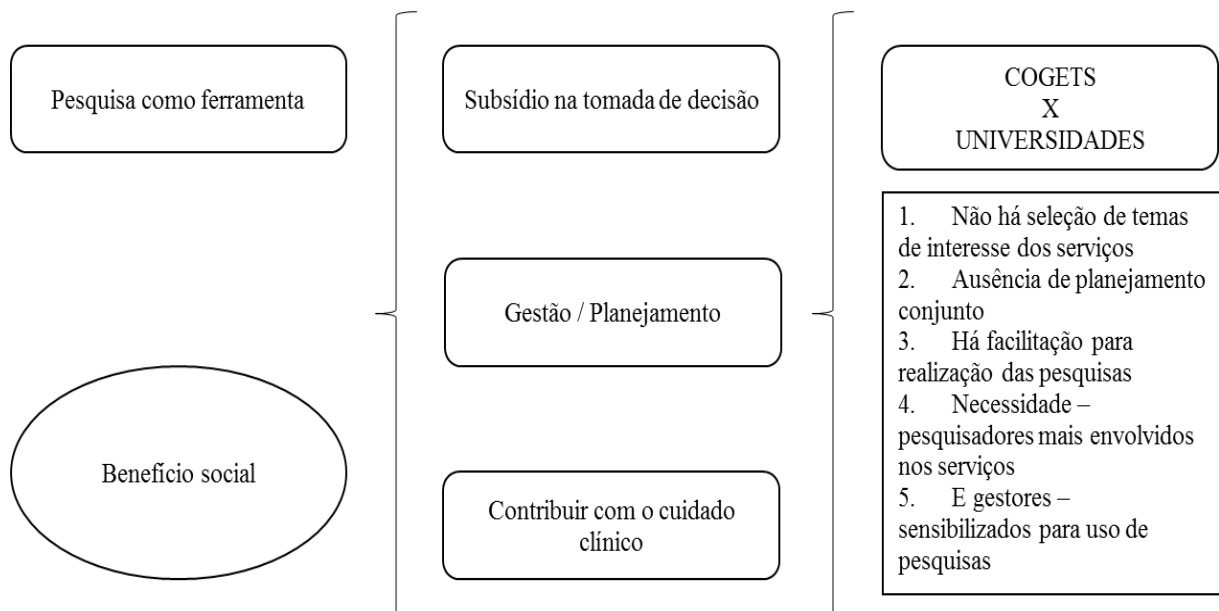 Pesquisa como ferramenta
Benefício social
Subsídio na tomada de decisão
Gestão / Planejamento
Contribuir com o cuidado
clínico
COGETS
X
UNIVERSIDADES
1. Não há seleção de temas
de interesse dos serviços
2. Ausência de planejamento
conjunto
3. Há facilitação para
realização das pesquisas
4. Necessidade –
pesquisadores mais envolvidos
nos serviços
5. E gestores –
sensibilizados para uso de
pesquisas